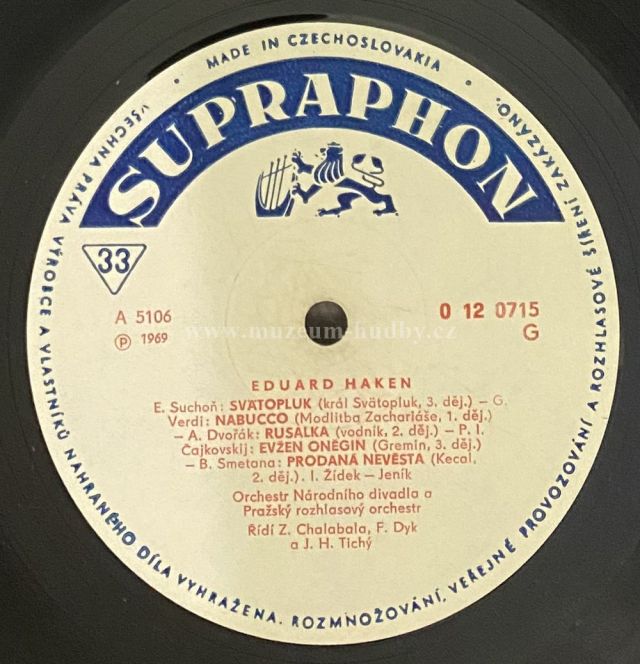 MADE IN CZECHOSLOVAKIA
SUPRAPHON
33
A 5106
Ⓟ 1969
0 12 0715
G
www.muzeum-hudby.cz
EDUARD HAKEN
E. Suchoň: SVÄTOPLUK (král Svätopluk, 3. děj.) – G.
Verdi: NABUCCO (Modlitba Zachariáše, 1. děj.)
– A. Dvořák: RUSALKA (vodník, 2. děj.) – P. I.
Čajkovskij: EVŽEN ONĚGIN (Gremin, 3. děj.)
– B. Smetana: PRODANÁ NEVĚSTA (Kecal,
2. děj.). I. Žídek – Jeník
Orchestr Národního divadla a
Pražský rozhlasový orchestr
Řídí Z. Chalabala, F. Dyk
a J. H. Tichý
VŠECHNA PRÁVA VÝROBCE A VLASTNÍKŮ NAHRANÉHO DÍLA VYHRAŽENA. ROZMNOŽOVÁNÍ, VEŘEJNÉ PROVOZOVÁNÍ A ROZHLASOVÉ ŠÍŘENÍ ZAKÁZÁNO.